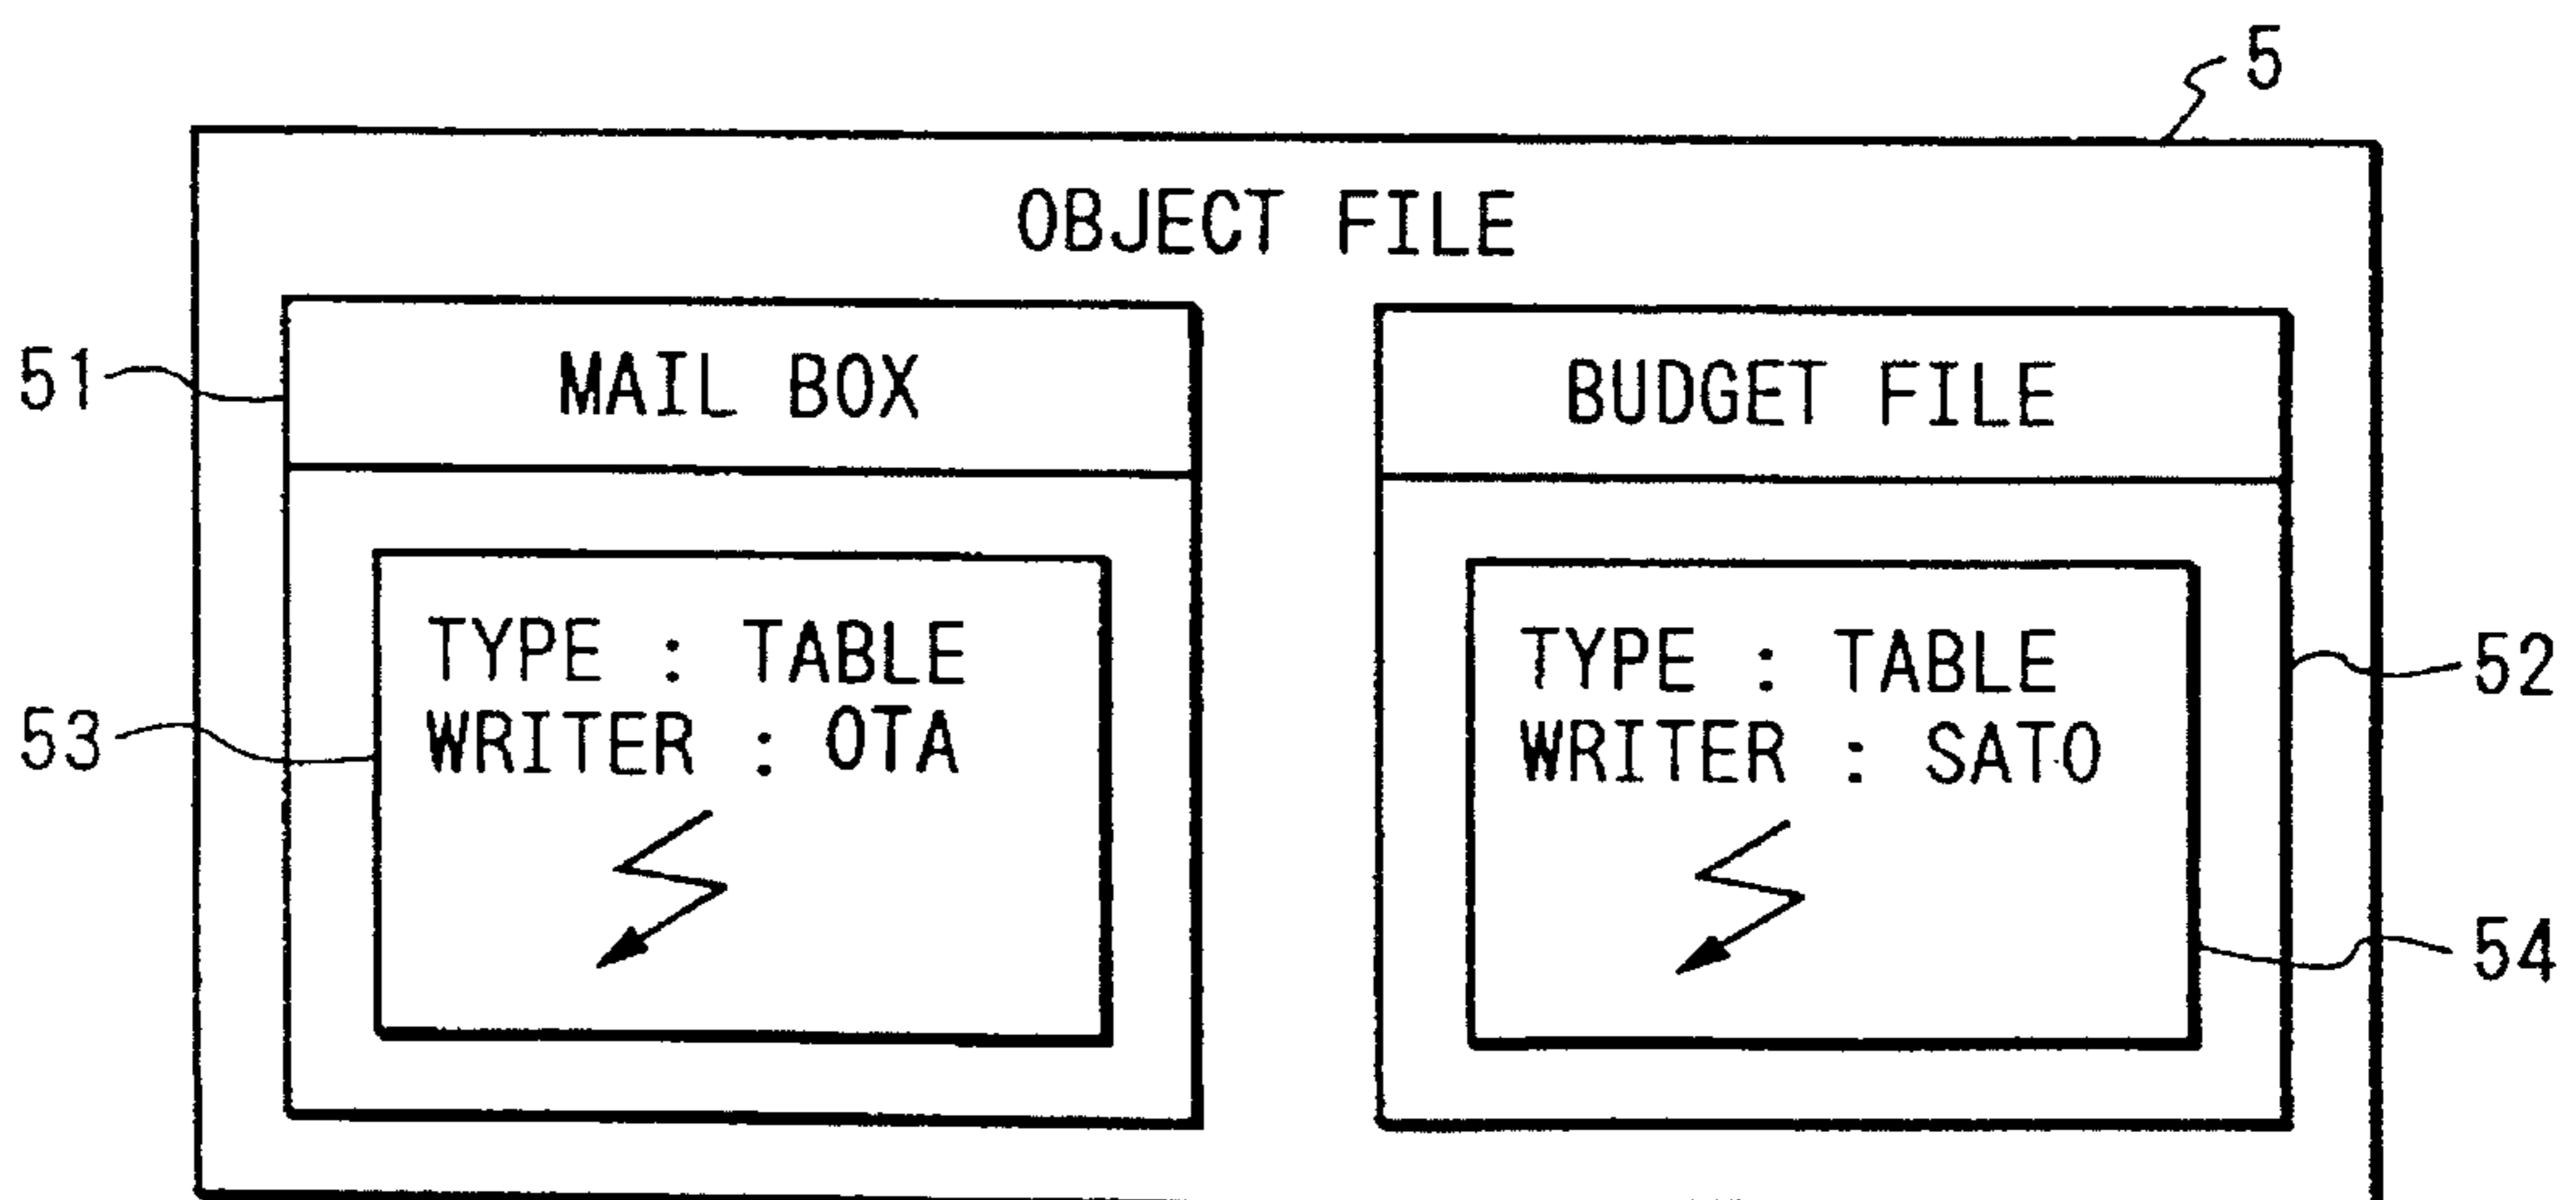 5
OBJECT FILE
51
MAIL BOX
BUDGET FILE
TYPE : TABLE
WRITER : OTA
53
TYPE : TABLE
WRITER : SATO
52
54